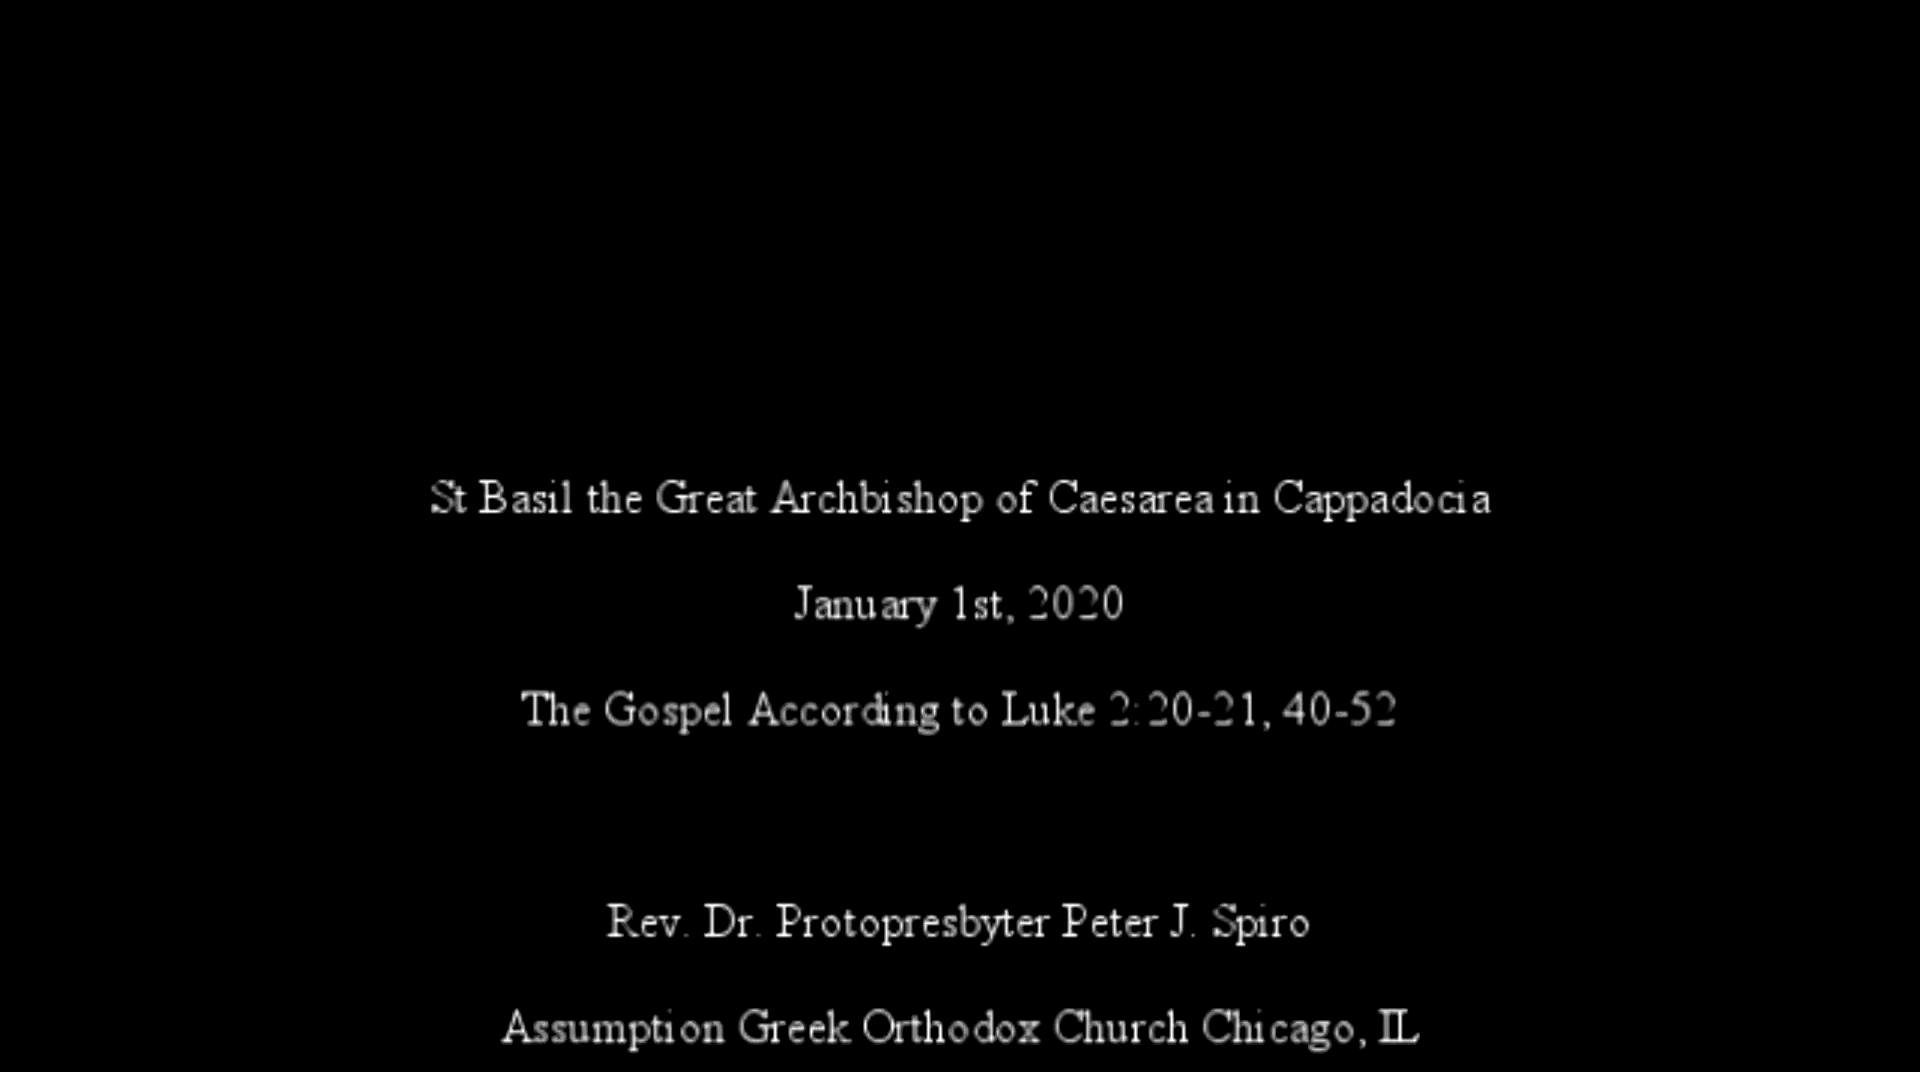 St Basil the Great Archbishop of Caesarea in Cappadocia
January 1st, 2020
The Gospel According to Luke 2:20-21, 40-52
Rev. Dr. Protopresbyter Peter J. Spiro
Assumption Greek Orthodox Church Chicago, IL